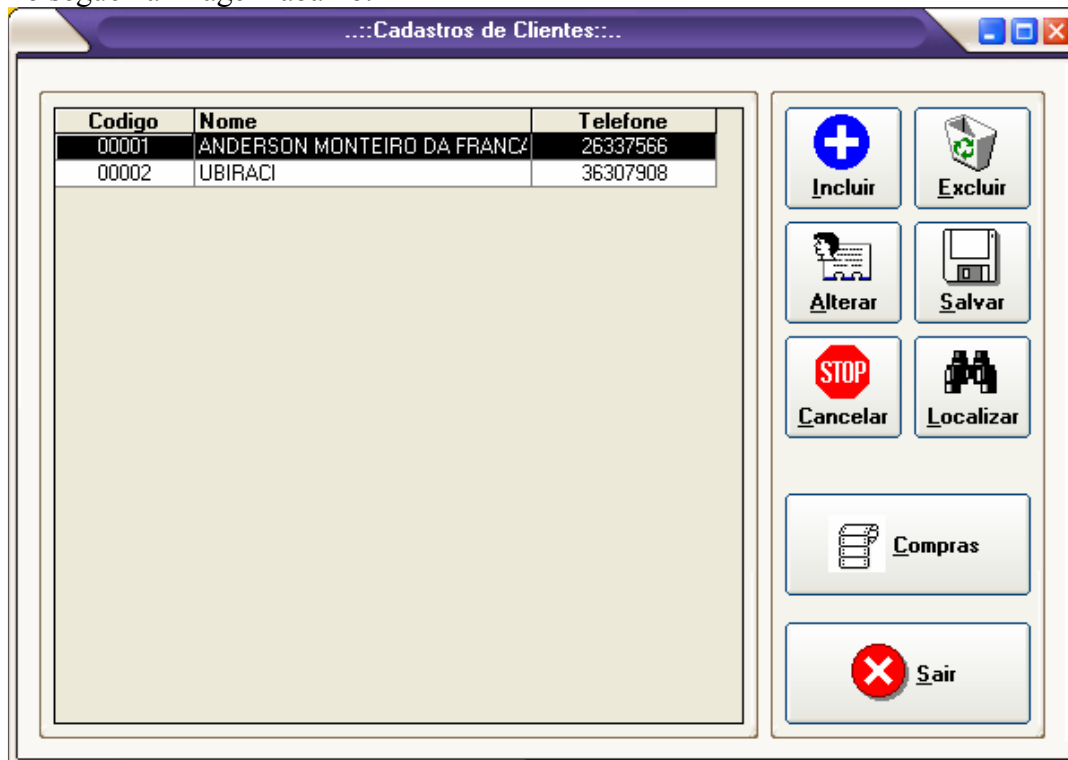 ..::Cadastros de Clientes::..
Codigo Nome Telefone
00001 ANDERSON MONTEIRO DA FRANCA 26337566
00002 UBIRACI 36307908
Incluir Excluir
Alterar Salvar
STOP
Cancelar Localizar
Compras
Sair